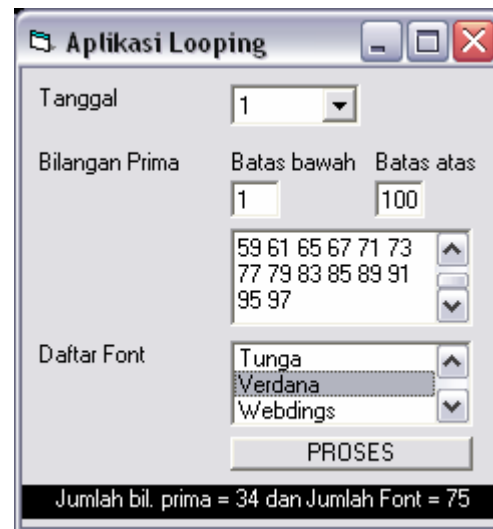 Aplikasi Looping
Tanggal
1
Bilangan Prima
Batas bawah Batas atas
1 100
59 61 65 67 71 73
77 79 83 85 89 91
95 97
Daftar Font
Tunga
Verdana
Webdings
PROSES
Jumlah bil. prima = 34 dan Jumlah Font = 75